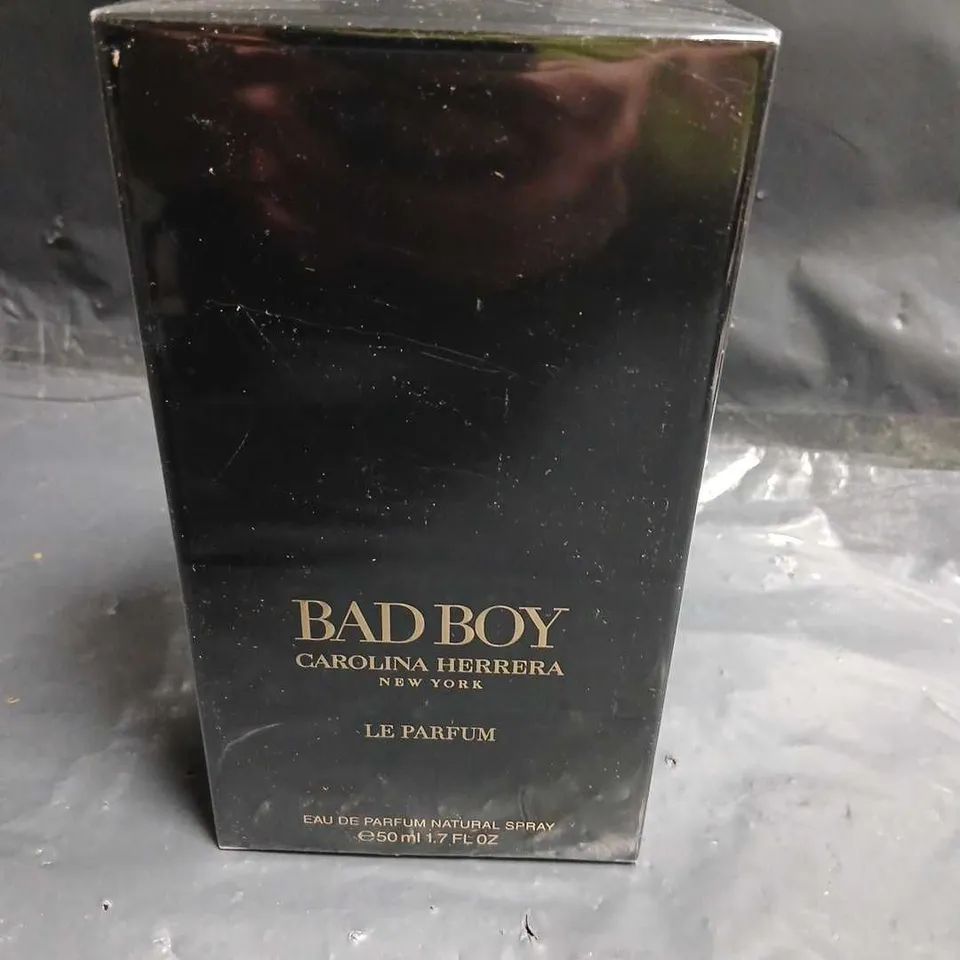 BAD BOY
CAROLINA HERRERA
NEW YORK
LE PARFUM
EAU DE PARFUM NATURAL SPRAY
℮50 ml 1.7 FL OZ